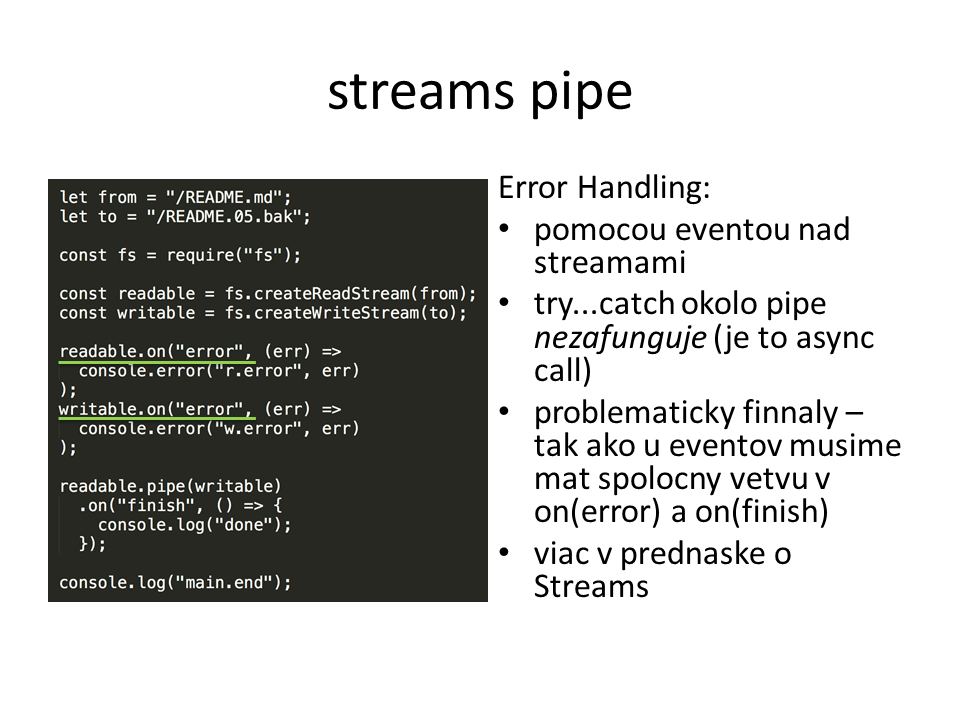 streams pipe
let from = "/README.md";
let to = "/README.05.bak";
const fs = require("fs");
const readable = fs.createReadStream(from);
const writable = fs.createWriteStream(to);
readable.on("error", (err) =>
  console.error("r.error", err)
);
writable.on("error", (err) =>
  console.error("w.error", err)
);
readable.pipe(writable)
  .on("finish", () => {
    console.log("done");
  });
console.log("main.end");
Error Handling:
• pomocou eventou nad
streamami
• try...catch okolo pipe
nezafunguje (je to async
call)
• problematicky finnaly –
tak ako u eventov musime
mat spolocny vetvu v
on(error) a on(finish)
• viac v prednaske o
Streams